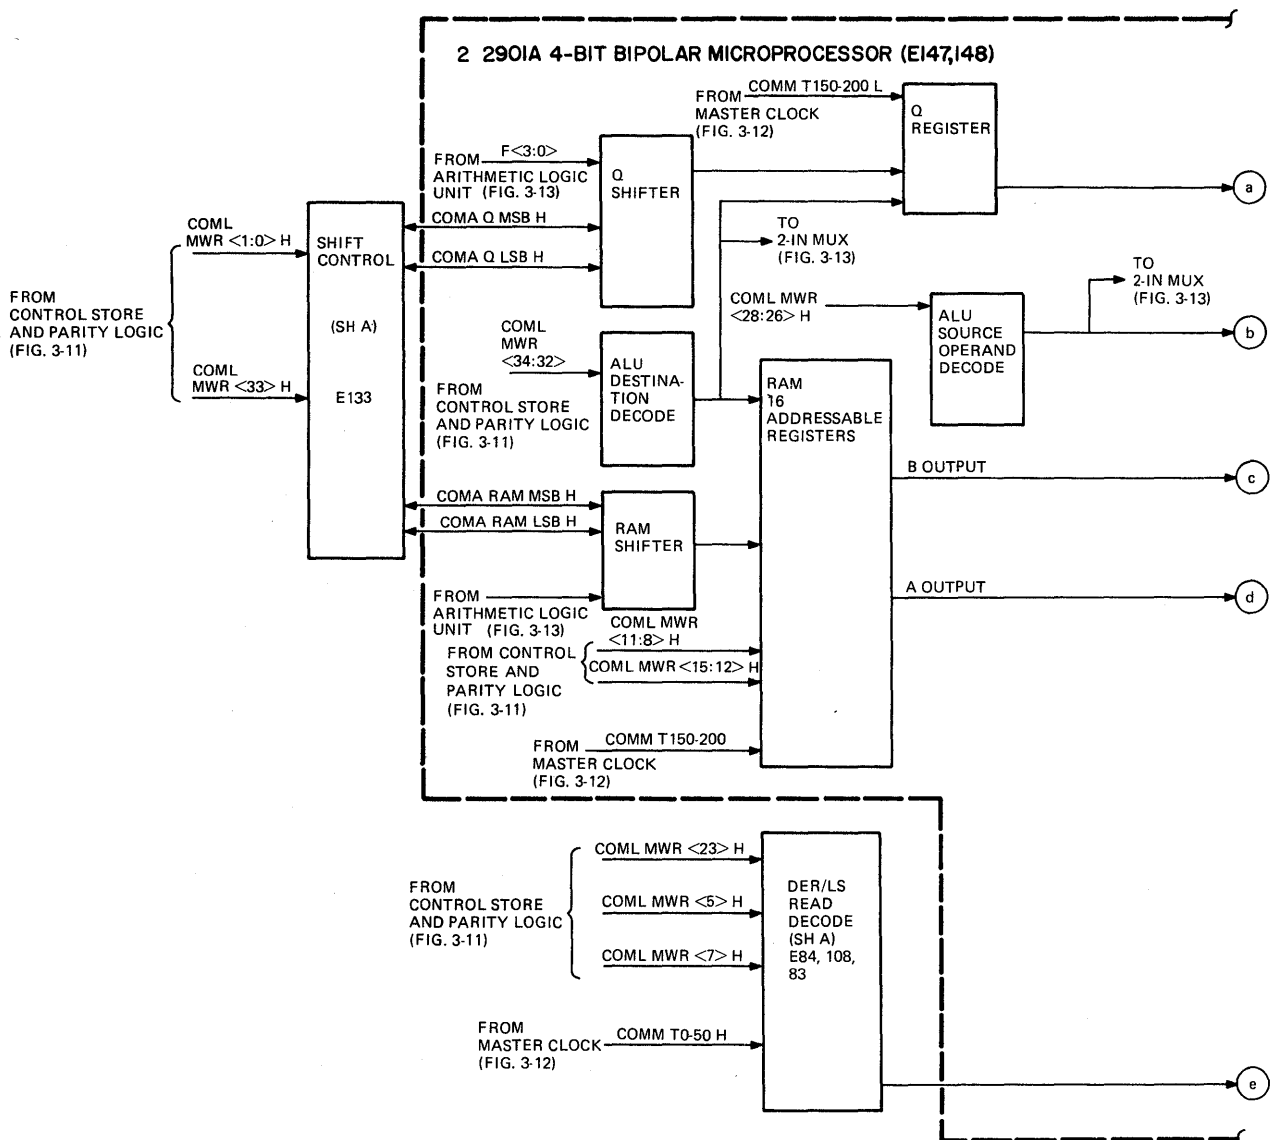 2 2901A 4-BIT BIPOLAR MICROPROCESSOR (E147,148)
FROM
MASTER CLOCK
(FIG. 3-12)
COMM T150-200 L
Q
REGISTER
a
FROM
ARITHMETIC LOGIC
UNIT (FIG. 3-13)
F<3:0>
Q
SHIFTER
COMA Q MSB H
COMA Q LSB H
TO
2-IN MUX
(FIG. 3-13)
COML
MWR <1:0> H
SHIFT
CONTROL
(SH A)
E133
FROM
CONTROL STORE
AND PARITY LOGIC
(FIG. 3-11)
COML
MWR <33> H
COML MWR
<28:26> H
ALU
SOURCE
OPERAND
DECODE
TO
2-IN MUX
(FIG. 3-13)
b
COML
MWR
<34:32>
FROM
CONTROL STORE
AND PARITY LOGIC
(FIG. 3-11)
ALU
DESTINA-
TION
DECODE
RAM
16
ADDRESSABLE
REGISTERS
B OUTPUT
c
COMA RAM MSB H
COMA RAM LSB H
RAM
SHIFTER
A OUTPUT
d
FROM
ARITHMETIC LOGIC
UNIT (FIG. 3-13)
COML MWR
<11:8> H
FROM CONTROL
STORE AND
PARITY LOGIC
(FIG. 3-11)
COML MWR <15:12> H
FROM
MASTER CLOCK
(FIG. 3-12)
COMM T150-200
FROM
CONTROL STORE
AND PARITY LOGIC
(FIG. 3-11)
COML MWR <23> H
COML MWR <5> H
COML MWR <7> H
DER/LS
READ
DECODE
(SH A)
E84, 108,
83
FROM
MASTER CLOCK
(FIG. 3-12)
COMM T0-50 H
e